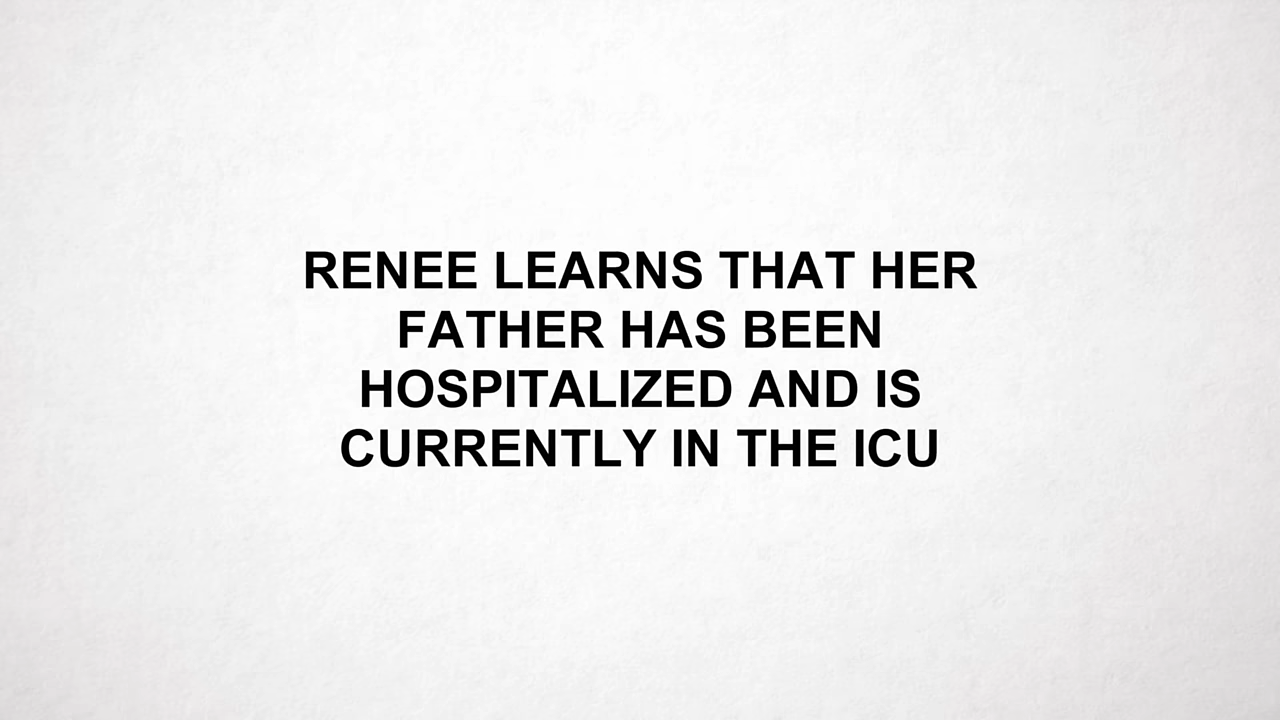 RENEE LEARNS THAT HER
FATHER HAS BEEN
HOSPITALIZED AND IS
CURRENTLY IN THE ICU